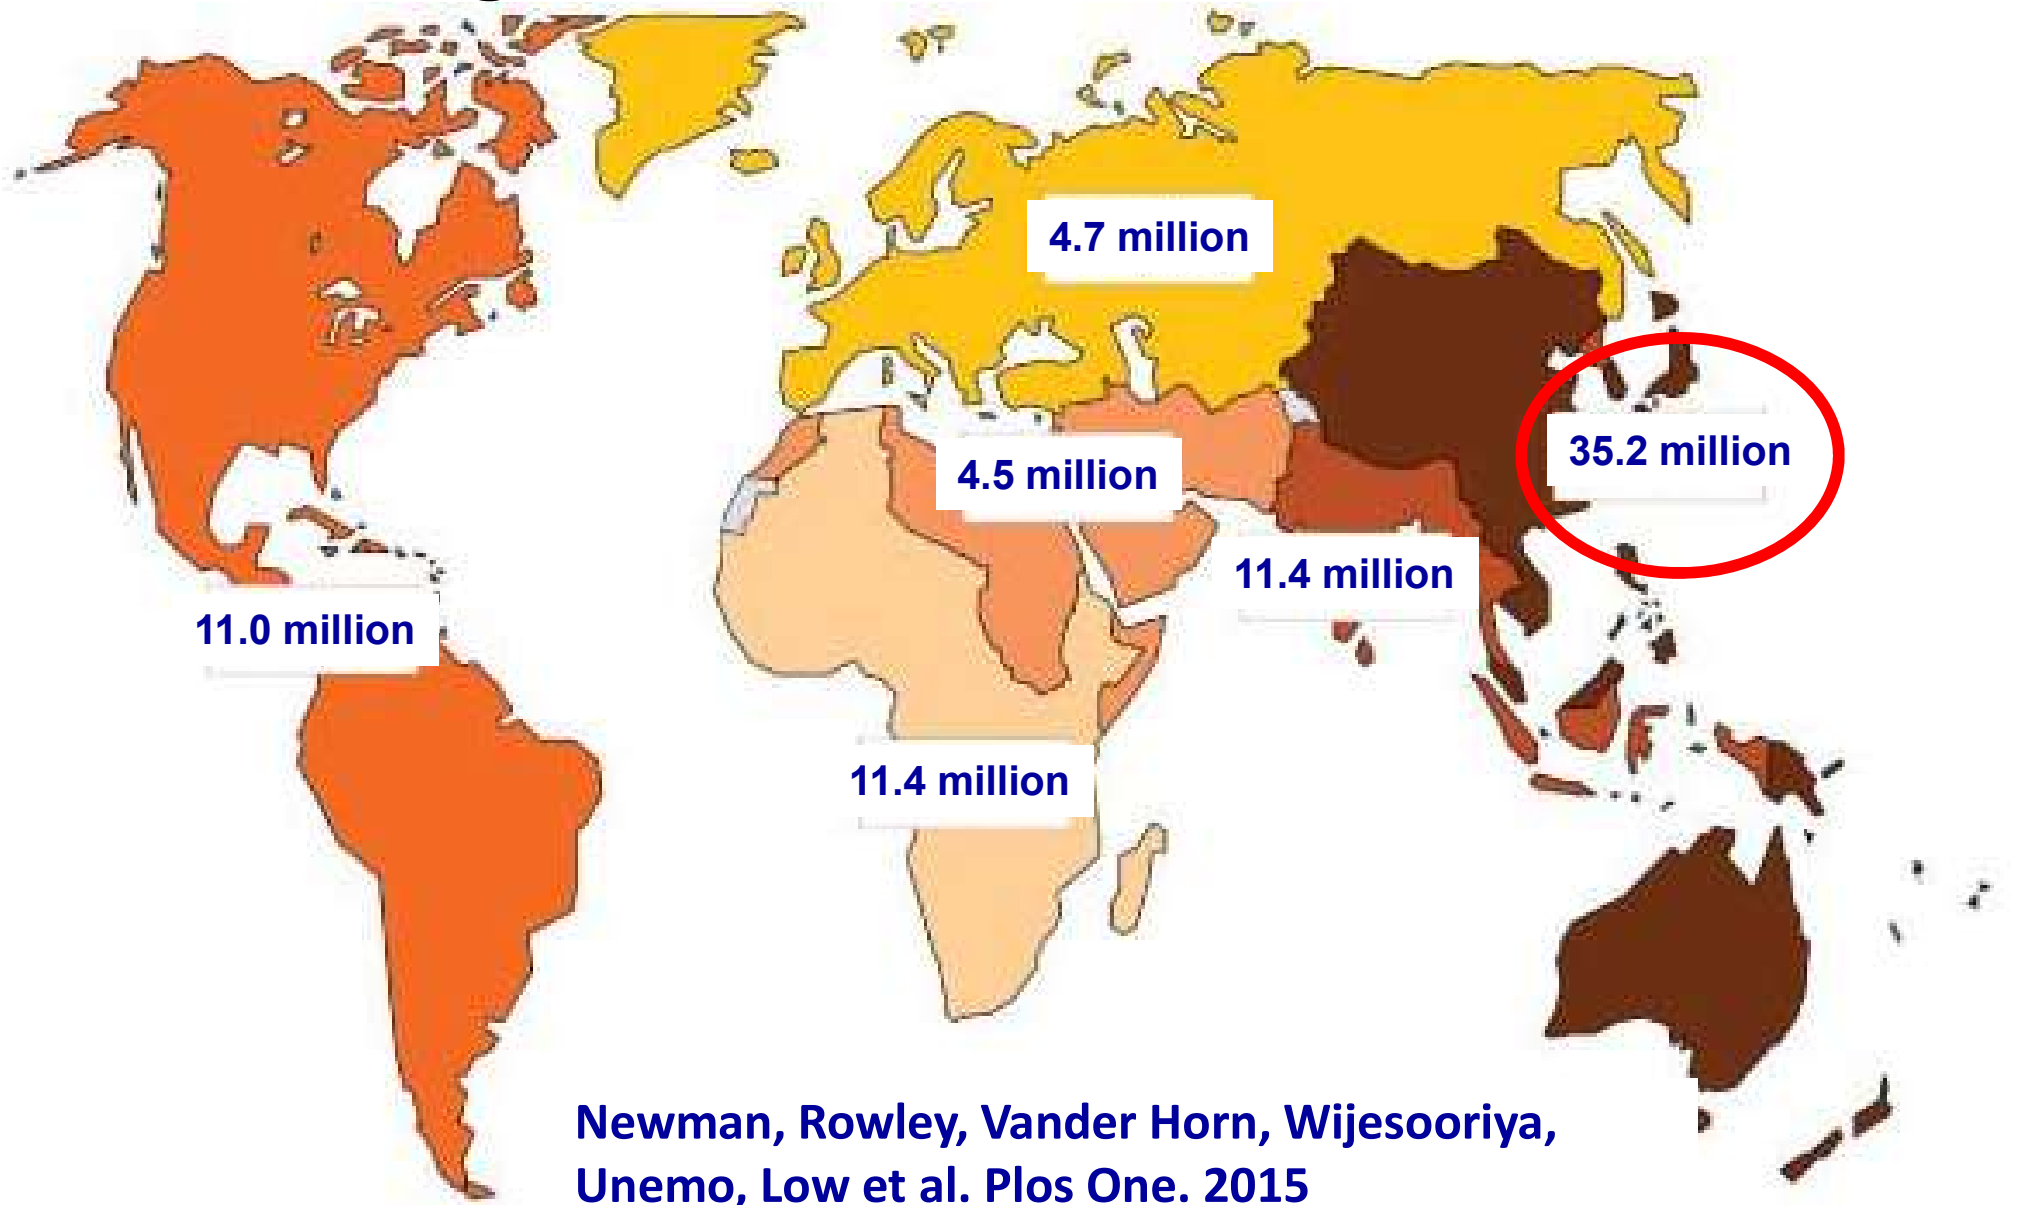 4.7 million
35.2 million
4.5 million
11.4 million
11.0 million
11.4 million
Newman, Rowley, Vander Horn, Wijesooriya,
Unemo, Low et al. Plos One. 2015